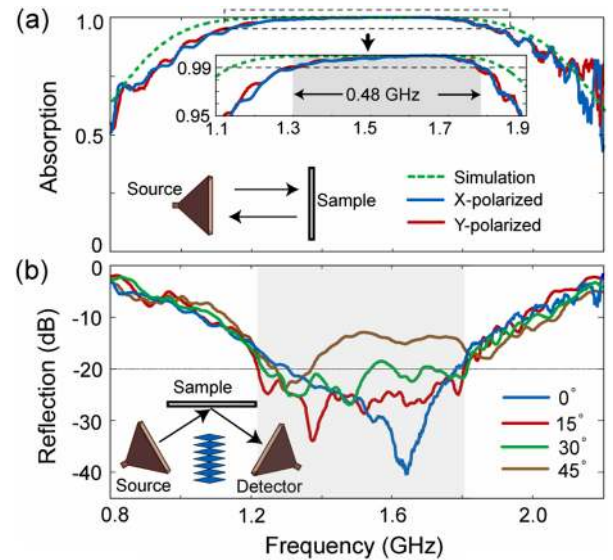 (a)
1.0
0.5
0
Absorption
0.99
0.95
0.48 GHz
1.1 1.3 1.5 1.7 1.9
Source
Sample
Simulation
X-polarized
Y-polarized
(b)
0
-10
-20
-30
-40
Reflection (dB)
Sample
Source Detector
0°
15°
30°
45°
0.8 1.2 1.6 2.0
Frequency (GHz)